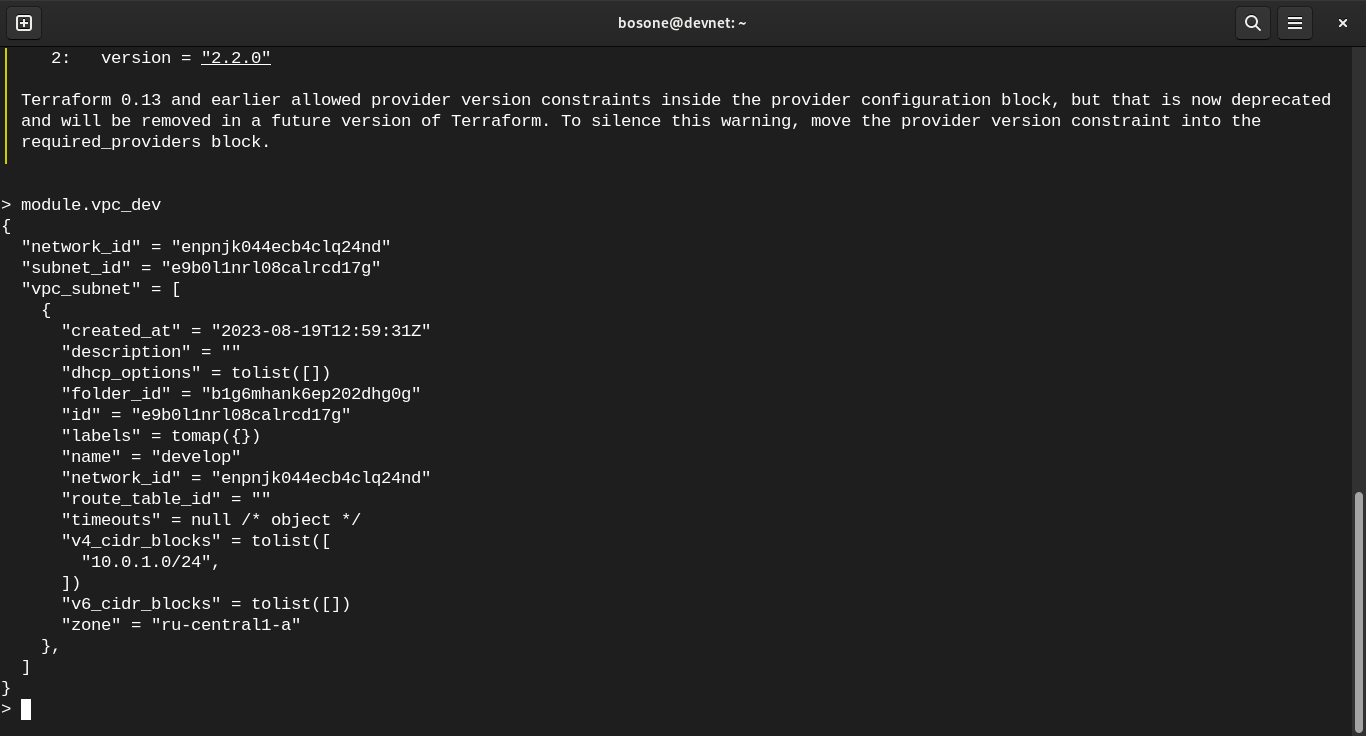 bosone@devnet: ~
2:   version = "2.2.0"
Terraform 0.13 and earlier allowed provider version constraints inside the provider configuration block, but that is now deprecated
and will be removed in a future version of Terraform. To silence this warning, move the provider version constraint into the
required_providers block.
> module.vpc_dev
{
  "network_id" = "enpnjk044ecb4clq24nd"
  "subnet_id" = "e9b0l1nrl08calrcd17g"
  "vpc_subnet" = [
    {
      "created_at" = "2023-08-19T12:59:31Z"
      "description" = ""
      "dhcp_options" = tolist([])
      "folder_id" = "b1g6mhank6ep202dhg0g"
      "id" = "e9b0l1nrl08calrcd17g"
      "labels" = tomap({})
      "name" = "develop"
      "network_id" = "enpnjk044ecb4clq24nd"
      "route_table_id" = ""
      "timeouts" = null /* object */
      "v4_cidr_blocks" = tolist([
        "10.0.1.0/24",
      ])
      "v6_cidr_blocks" = tolist([])
      "zone" = "ru-central1-a"
    },
  ]
}
>